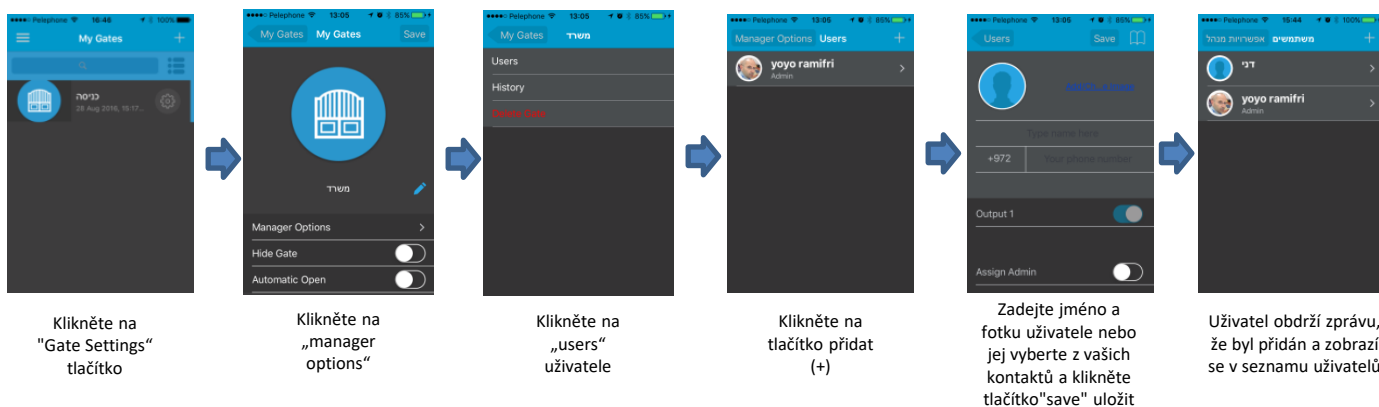 Pelephone 16:46 100%
My Gates
כניסה
28 Aug 2016, 15:17...
Klikněte na
"Gate Settings“
tlačítko
Pelephone 13:05 85%
My Gates My Gates Save
משרד
Manager Options
Hide Gate
Automatic Open
Klikněte na
„manager
options“
Pelephone 13:05 85%
My Gates משרד
Users
History
Delete Gate
Klikněte na
„users“
uživatele
Pelephone 13:05 85%
Manager Options Users
yoyo ramifri
Admin
Klikněte na
tlačítko přidat
(+)
Pelephone 13:05 85%
Users Save
Type name here
+972 Your phone number
Output 1
Assign Admin
Zadejte jméno a
fotku uživatele nebo
jej vyberte z vašich
kontaktů a klikněte
tlačítko"save" uložit
Pelephone 15:44 100%
אפשרויות מנהל משתמשים
דני
yoyo ramifri
Admin
Uživatel obdrží zprávu,
že byl přidán a zobrazí
se v seznamu uživatelů